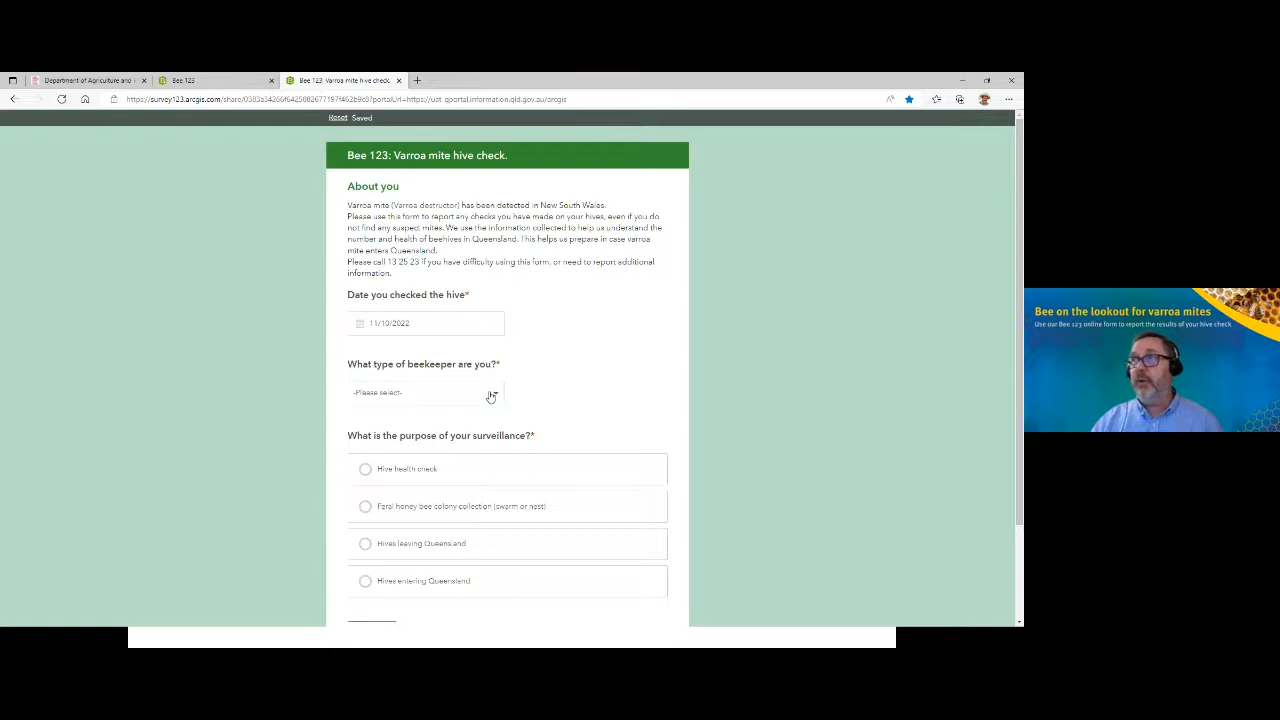 Department of Agriculture and
Bee 123
Bee 123: Varroa mite hive check.
https://survey123.arcgis.com/share/
Reset Saved
Bee 123: Varroa mite hive check.
About you
Varroa mite (Varroa destructor) has been detected in New South Wales.
Please use this form to report any checks you have made on your hives, even if you do
not find any suspect mites. We use the information collected to help us understand the
number and health of beehives in Queensland. This helps us prepare in case varroa
mite enters Queensland.
Please call 13 25 23 if you have difficulty using this form, or need to report additional
information.
Date you checked the hive*
11/10/2022
What type of beekeeper are you?*
-Please select-
What is the purpose of your surveillance?*
Hive health check
Feral honey bee colony collection (swarm or nest)
Hives leaving Queensland
Hives entering Queensland
Bee on the lookout for varroa mites
Use our Bee 123 online form to report the results of your hive check